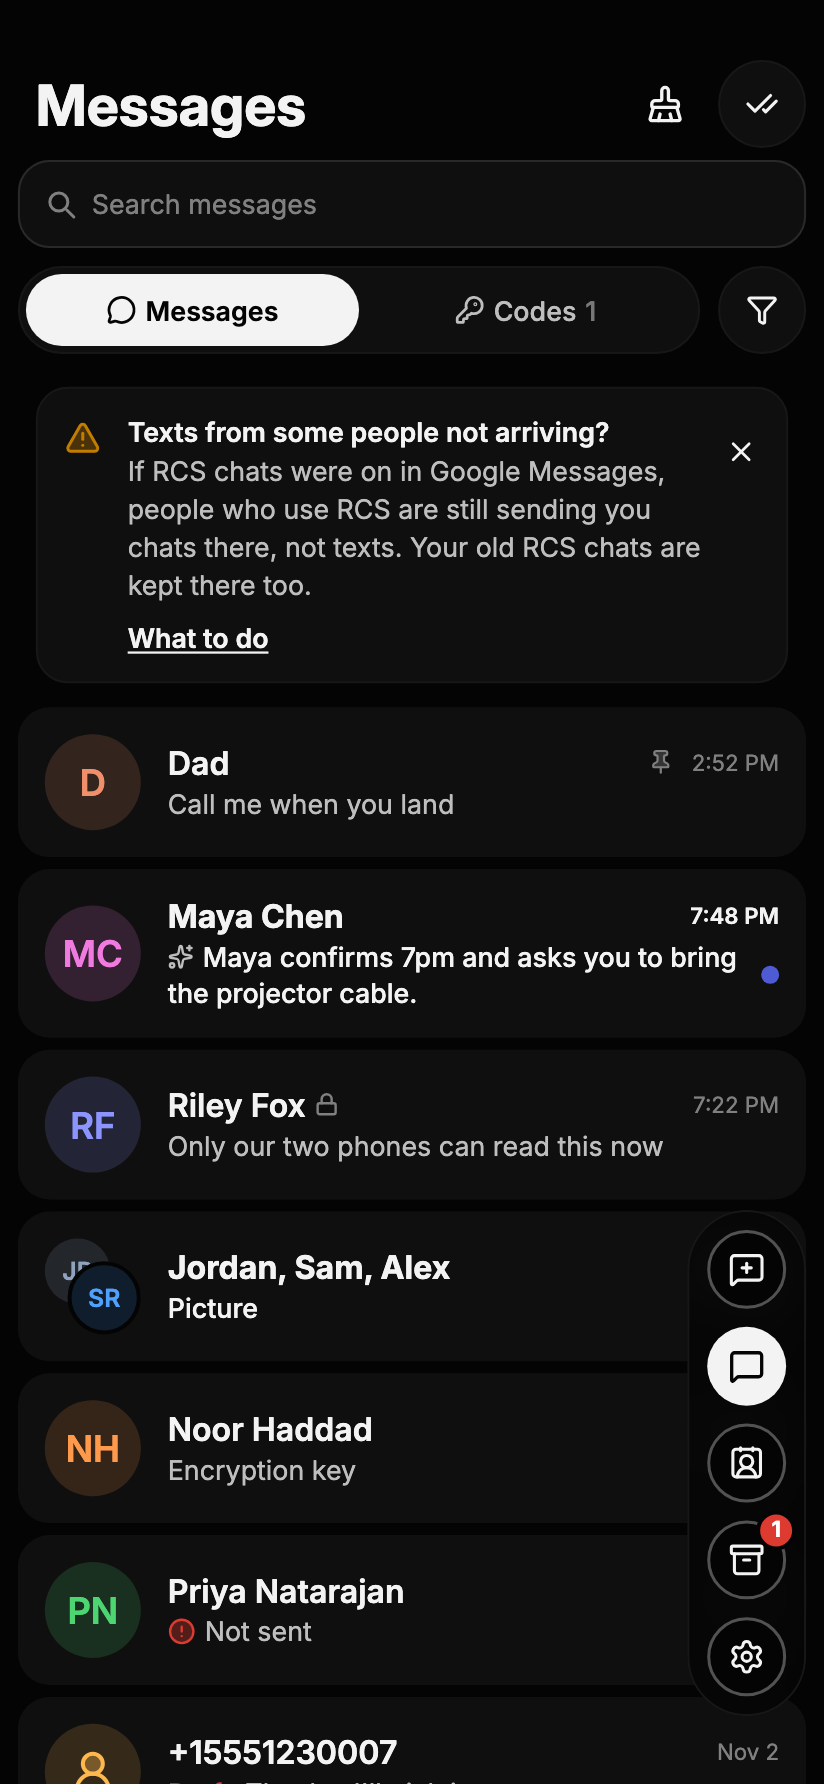 Messages
Search messages
Messages
Codes 1
Texts from some people not arriving?
If RCS chats were on in Google Messages,
people who use RCS are still sending you
chats there, not texts. Your old RCS chats are
kept there too.
What to do
D
Dad
2:52 PM
Call me when you land
MC
Maya Chen
7:48 PM
Maya confirms 7pm and asks you to bring
the projector cable.
RF
Riley Fox
7:22 PM
Only our two phones can read this now
SR
Jordan, Sam, Alex
Picture
NH
Noor Haddad
Encryption key
1
PN
Priya Natarajan
Not sent
+15551230007
Nov 2